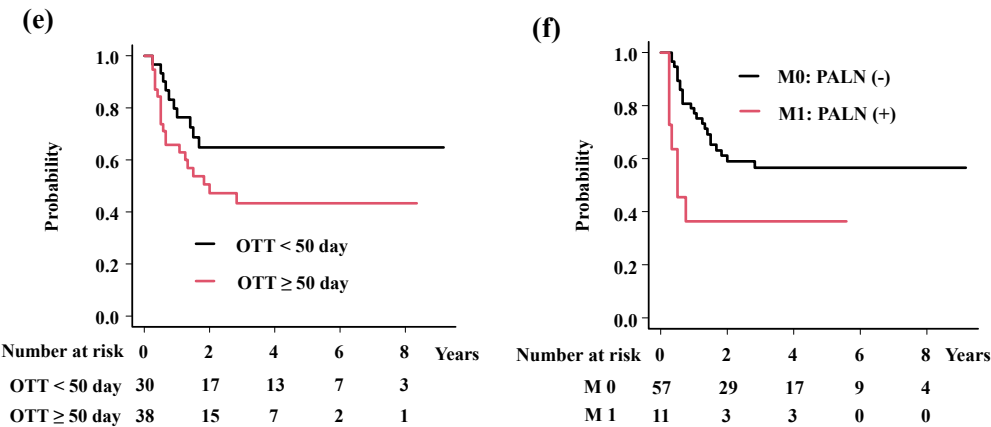 (e)
1.0
0.8
0.6
0.4
0.2
0.0
Probability
OTT < 50 day
OTT ≥ 50 day
Number at risk 0 2 4 6 8 Years
OTT < 50 day 30 17 13 7 3
OTT ≥ 50 day 38 15 7 2 1
(f)
1.0
0.8
0.6
0.4
0.2
0.0
Probability
M0: PALN (-)
M1: PALN (+)
Number at risk 0 2 4 6 8 Years
M 0 57 29 17 9 4
M 1 11 3 3 0 0